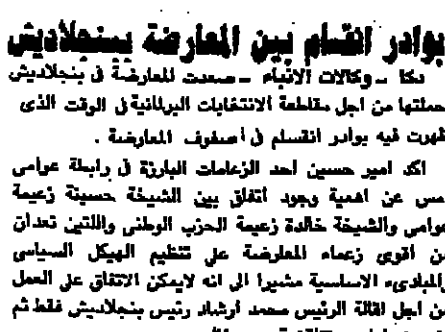 بوادر انقسام بين المعارضة ببنجلاديش
دكا ـ وكالات الانباء ـ صعدت المعارضة في بنجلاديش
حملتها من اجل مقاطعة الانتخابات البرلمانية في الوقت الذى
ظهرت فيه بوادر انقسام في صفوف المعارضة .
اكد امير حسين احد الزعامات البارزة في رابطة عوامى
امس عن اهمية وجود اتفاق بين الشيخة حسينة زعيمة
عوامى والشيخة خالدة زعيمة الحزب الوطنى واللتين تعدان
من اقوى زعماء المعارضة على تنظيم الهيكل السياسى
والمبادىء الاساسية مشيرا الى انه لايمكن الاتفاق على العمل
من اجل اقالة الرئيس محمد ارشاد رئيس بنجلاديش فقط ثم